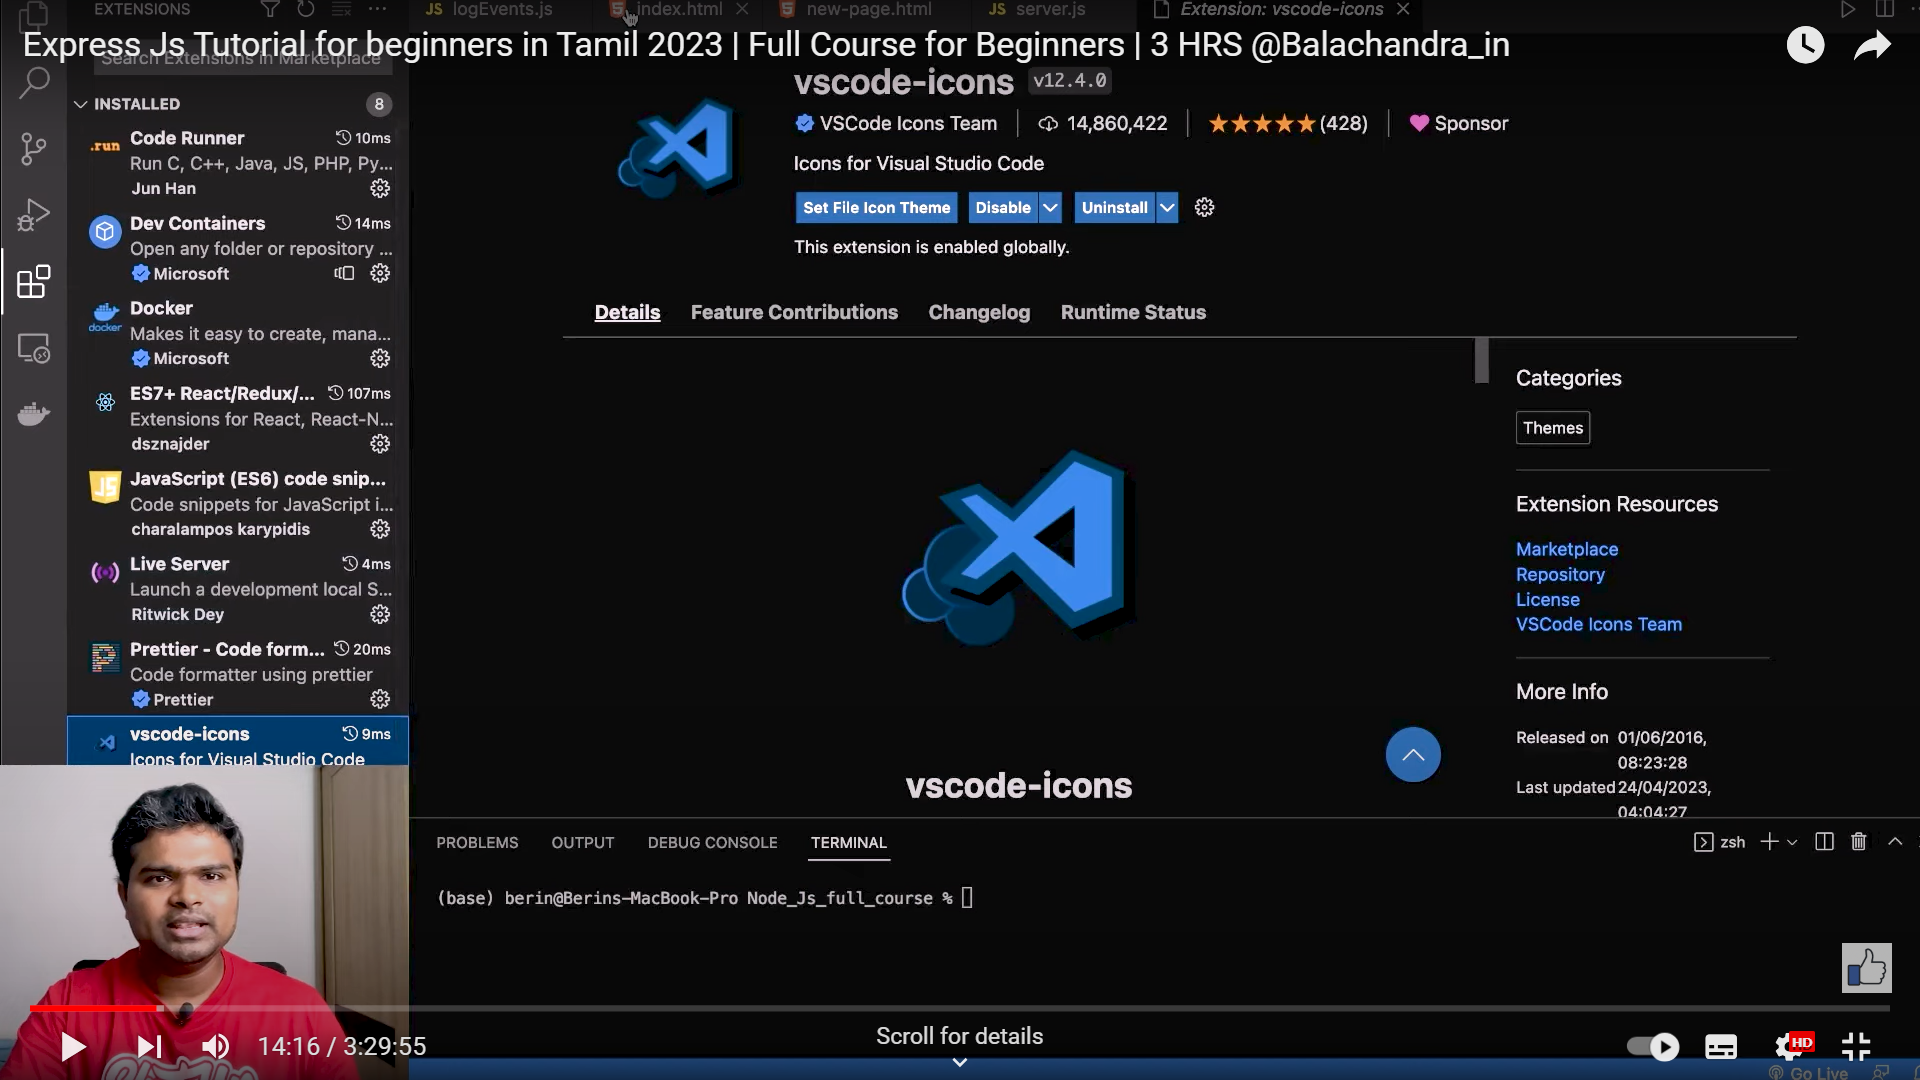 EXTENSIONS
logEvents.js
index.html
new-page.html
JS server.js
Extension: vscode-icons
Express Js Tutorial for beginners in Tamil 2023 | Full Course for Beginners | 3 HRS @Balachandra_in
Search Extensions in Marketplace
INSTALLED 8
Code Runner 10ms
Run C, C++, Java, JS, PHP, Py...
Jun Han
Dev Containers 14ms
Open any folder or repository ...
Microsoft
Docker
Makes it easy to create, mana...
Microsoft
ES7+ React/Redux/... 107ms
Extensions for React, React-N...
dsznajder
JavaScript (ES6) code snip...
Code snippets for JavaScript i...
charalampos karypidis
Live Server 4ms
Launch a development local S...
Ritwick Dey
Prettier - Code form... 20ms
Code formatter using prettier
Prettier
vscode-icons 9ms
Icons for Visual Studio Code
vscode-icons v12.4.0
VSCode Icons Team 14,860,422 (428) Sponsor
Icons for Visual Studio Code
Set File Icon Theme Disable Uninstall
This extension is enabled globally.
Details Feature Contributions Changelog Runtime Status
Categories
Themes
Extension Resources
Marketplace
Repository
License
VSCode Icons Team
More Info
Released on 01/06/2016,
08:23:28
Last updated 24/04/2023,
04:04:27
vscode-icons
PROBLEMS OUTPUT DEBUG CONSOLE TERMINAL zsh
(base) berin@Berins-MacBook-Pro Node_Js_full_course %
14:16 / 3:29:55
Scroll for details
HD
Go Live